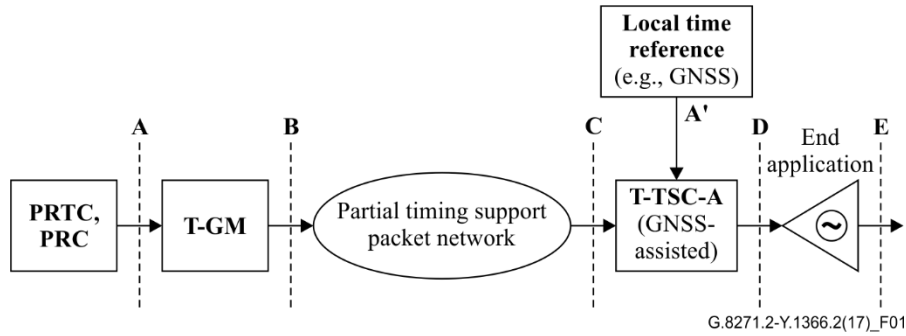 Local time
reference
(e.g., GNSS)
A
B
C
A'
D
E
End
application
PRTC,
PRC
T-GM
Partial timing support
packet network
T-TSC-A
(GNSS-
assisted)
~
G.8271.2-Y.1366.2(17)_F01